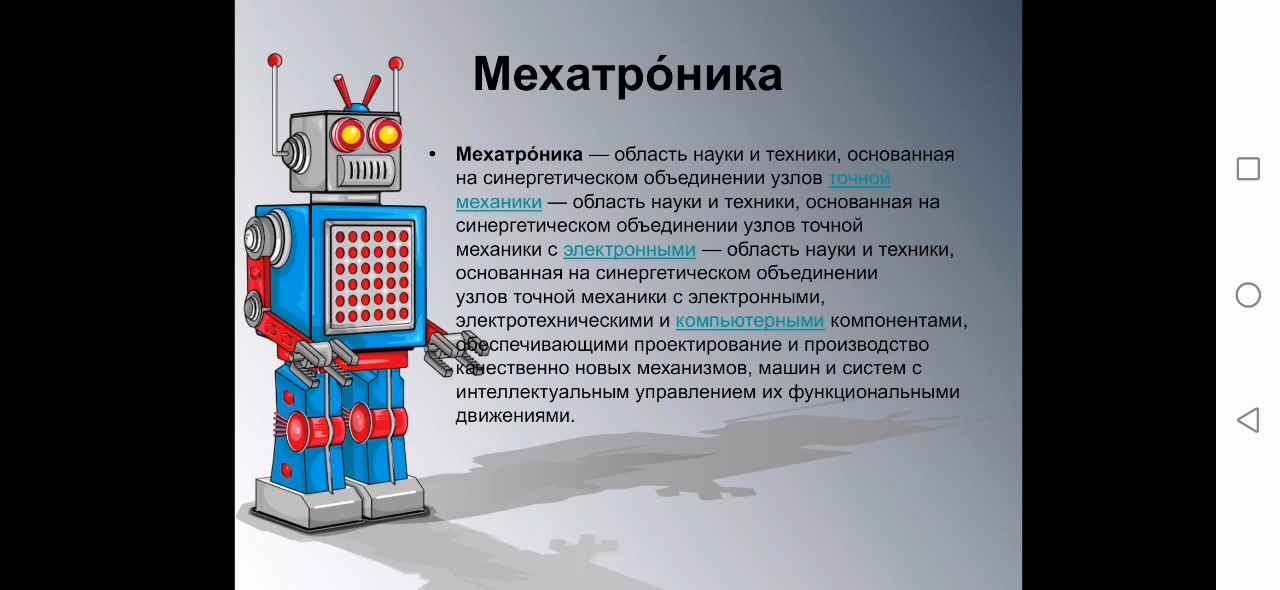 Мехатро́ника
• Мехатро́ника — область науки и техники, основанная
на синергетическом объединении узлов точной
механики — область науки и техники, основанная на
синергетическом объединении узлов точной
механики с электронными — область науки и техники,
основанная на синергетическом объединении
узлов точной механики с электронными,
электротехническими и компьютерными компонентами,
обеспечивающими проектирование и производство
качественно новых механизмов, машин и систем с
интеллектуальным управлением их функциональными
движениями.